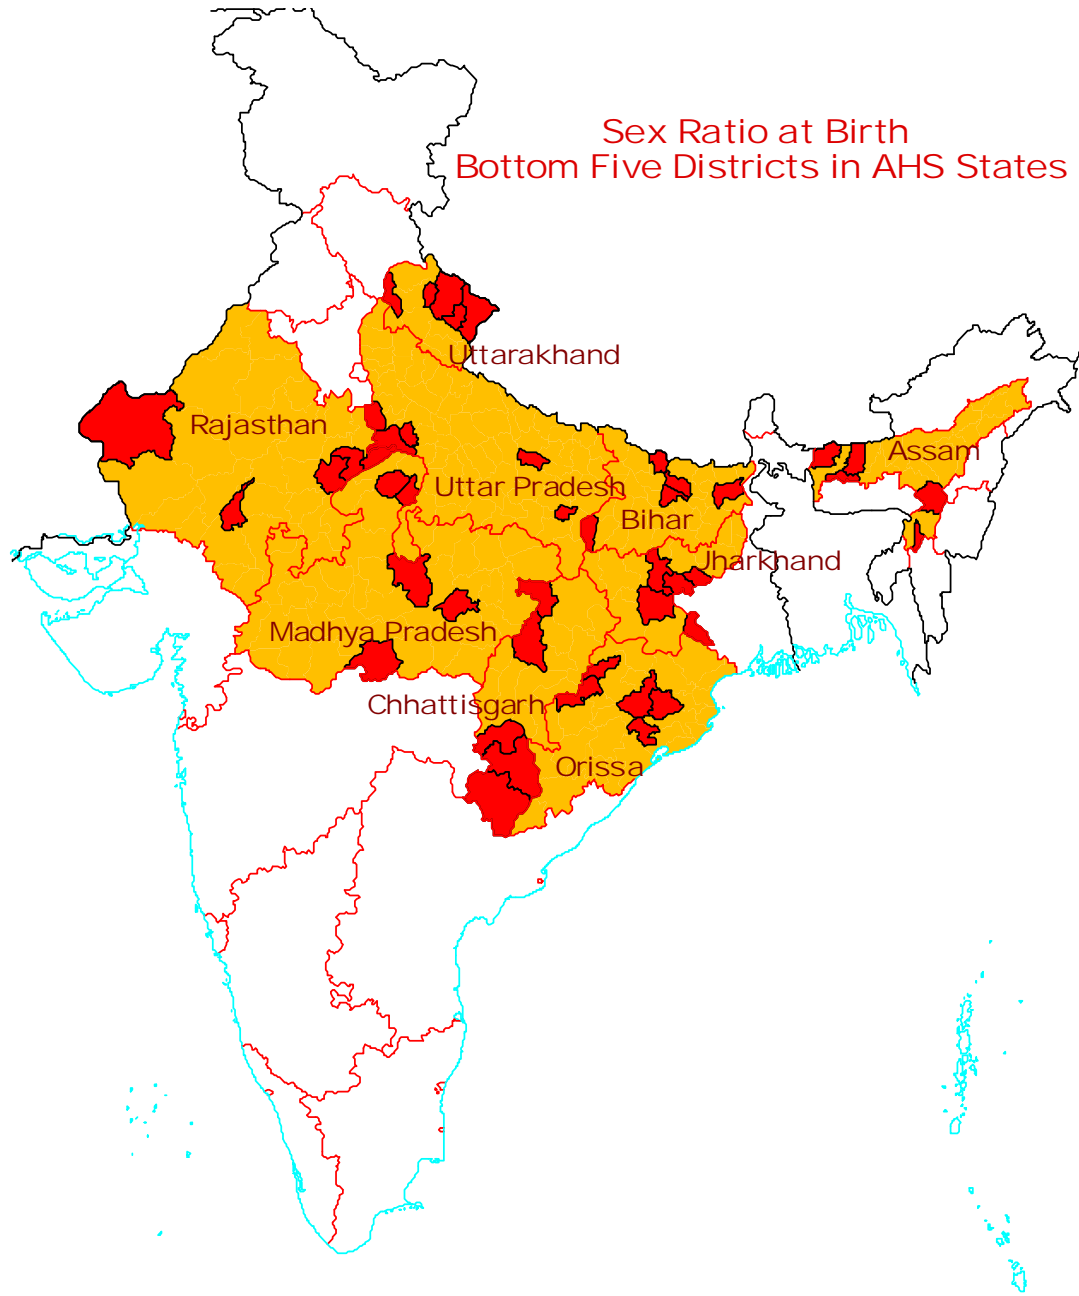 Sex Ratio at Birth
Bottom Five Districts in AHS States
Uttarakhand
Rajasthan
Assam
Uttar Pradesh
Bihar
Jharkhand
Madhya Pradesh
Chhattisgarh
Orissa